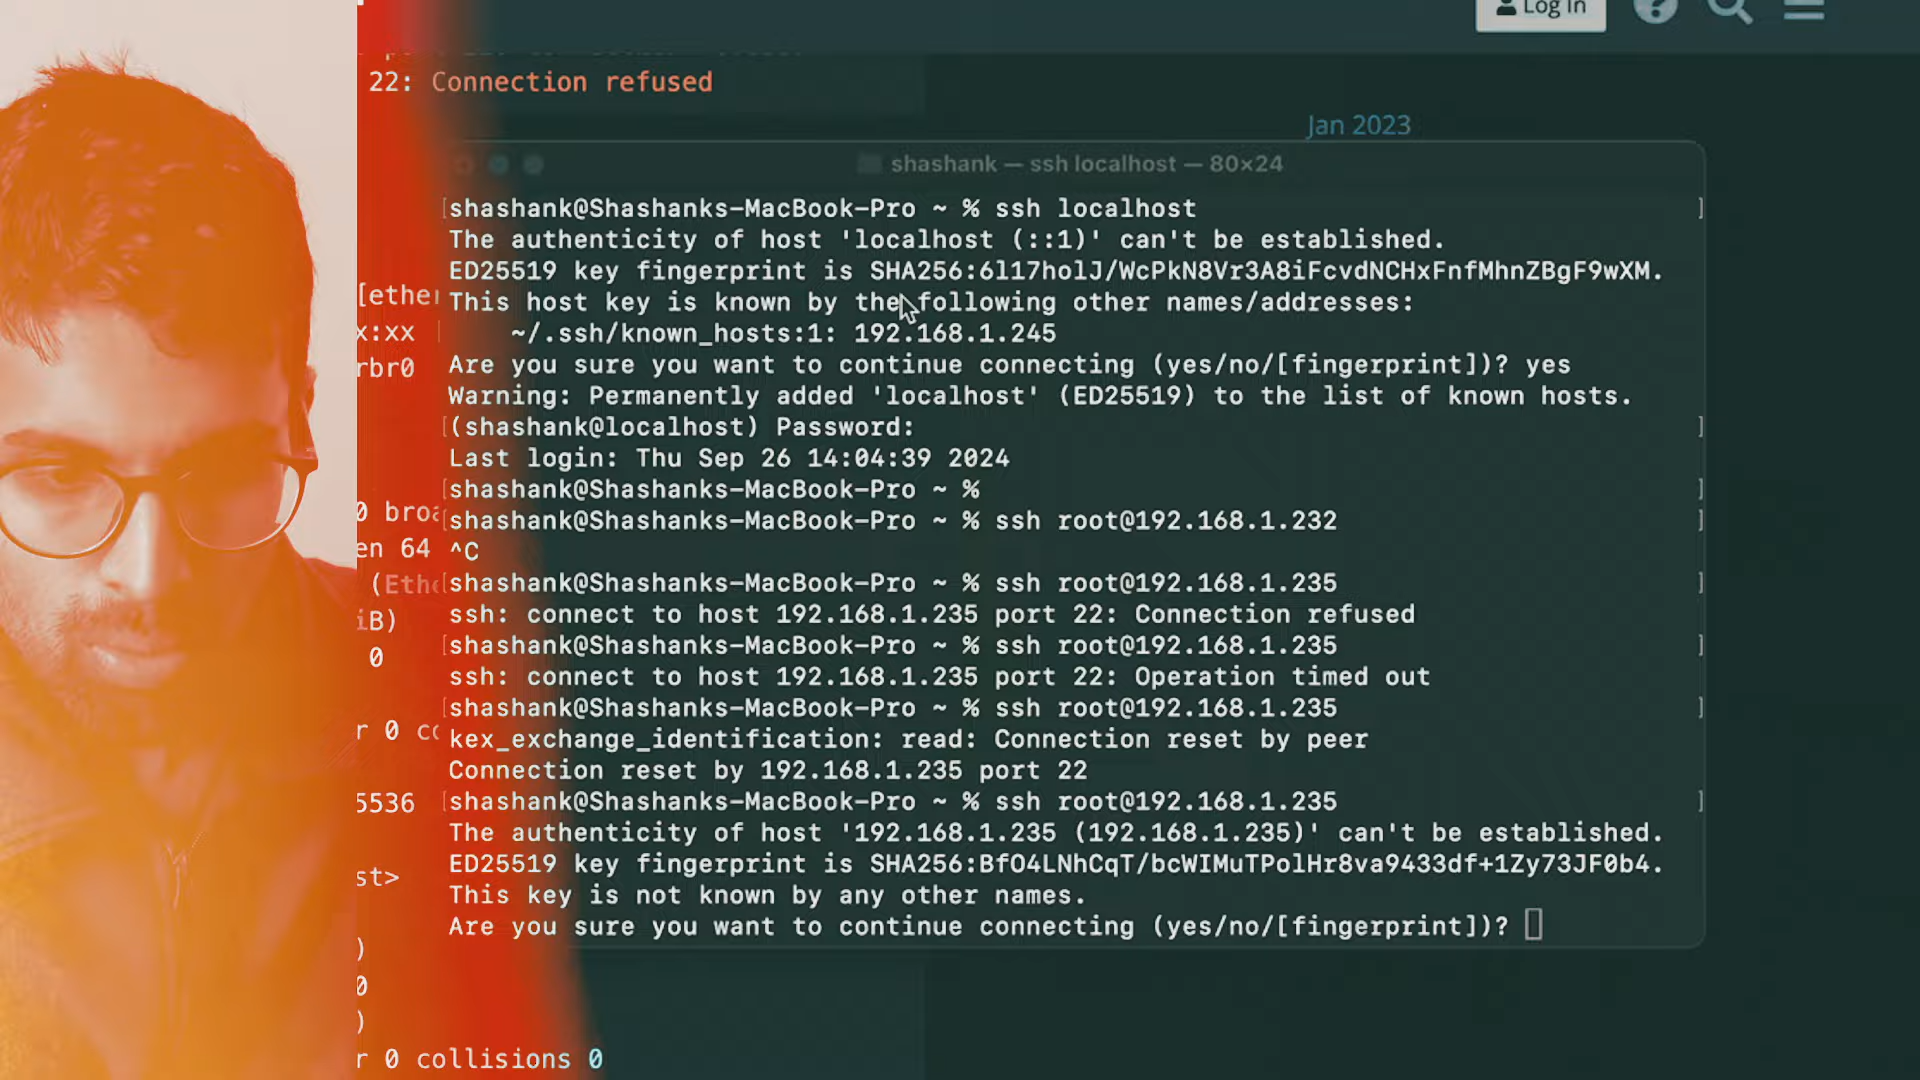 Log In
22: Connection refused
Jan 2023
shashank — ssh localhost — 80×24
[shashank@Shashanks-MacBook-Pro ~ % ssh localhost ]
The authenticity of host 'localhost (::1)' can't be established.
ED25519 key fingerprint is SHA256:6l17holJ/WcPkN8Vr3A8iFcvdNCHxFnfMhnZBgF9wXM.
[ether
This host key is known by the following other names/addresses:
x:xx
~/.ssh/known_hosts:1: 192.168.1.245
rbr0
Are you sure you want to continue connecting (yes/no/[fingerprint])? yes
Warning: Permanently added 'localhost' (ED25519) to the list of known hosts.
[(shashank@localhost) Password: ]
Last login: Thu Sep 26 14:04:39 2024
[shashank@Shashanks-MacBook-Pro ~ % ]
0 broa
[shashank@Shashanks-MacBook-Pro ~ % ssh root@192.168.1.232 ]
en 64
^C
(Ethe
[shashank@Shashanks-MacBook-Pro ~ % ssh root@192.168.1.235 ]
iB)
ssh: connect to host 192.168.1.235 port 22: Connection refused
0
[shashank@Shashanks-MacBook-Pro ~ % ssh root@192.168.1.235 ]
ssh: connect to host 192.168.1.235 port 22: Operation timed out
[shashank@Shashanks-MacBook-Pro ~ % ssh root@192.168.1.235 ]
r 0 co
kex_exchange_identification: read: Connection reset by peer
Connection reset by 192.168.1.235 port 22
5536
[shashank@Shashanks-MacBook-Pro ~ % ssh root@192.168.1.235 ]
The authenticity of host '192.168.1.235 (192.168.1.235)' can't be established.
ED25519 key fingerprint is SHA256:BfO4LNhCqT/bcWIMuTPolHr8va9433df+1Zy73JF0b4.
st>
This key is not known by any other names.
Are you sure you want to continue connecting (yes/no/[fingerprint])?
)
0
)
r 0 collisions 0